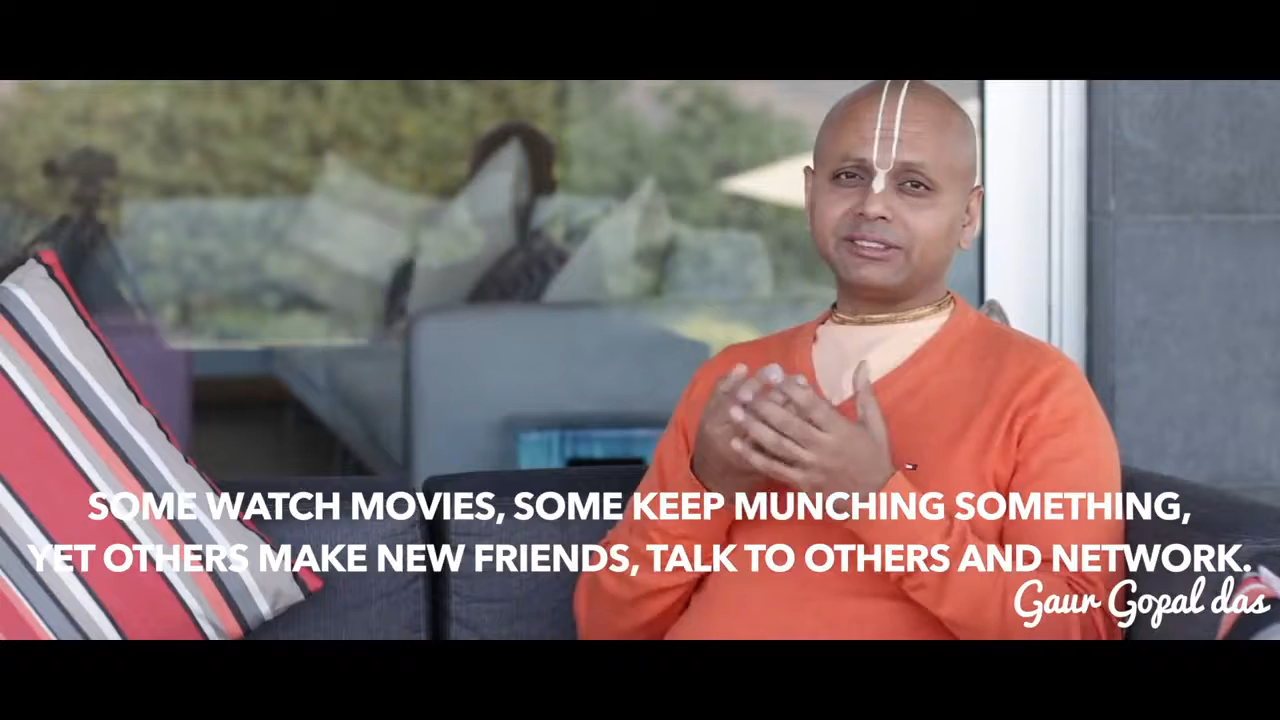 SOME WATCH MOVIES, SOME KEEP MUNCHING SOMETHING,
YET OTHERS MAKE NEW FRIENDS, TALK TO OTHERS AND NETWORK.
Gaur Gopal das